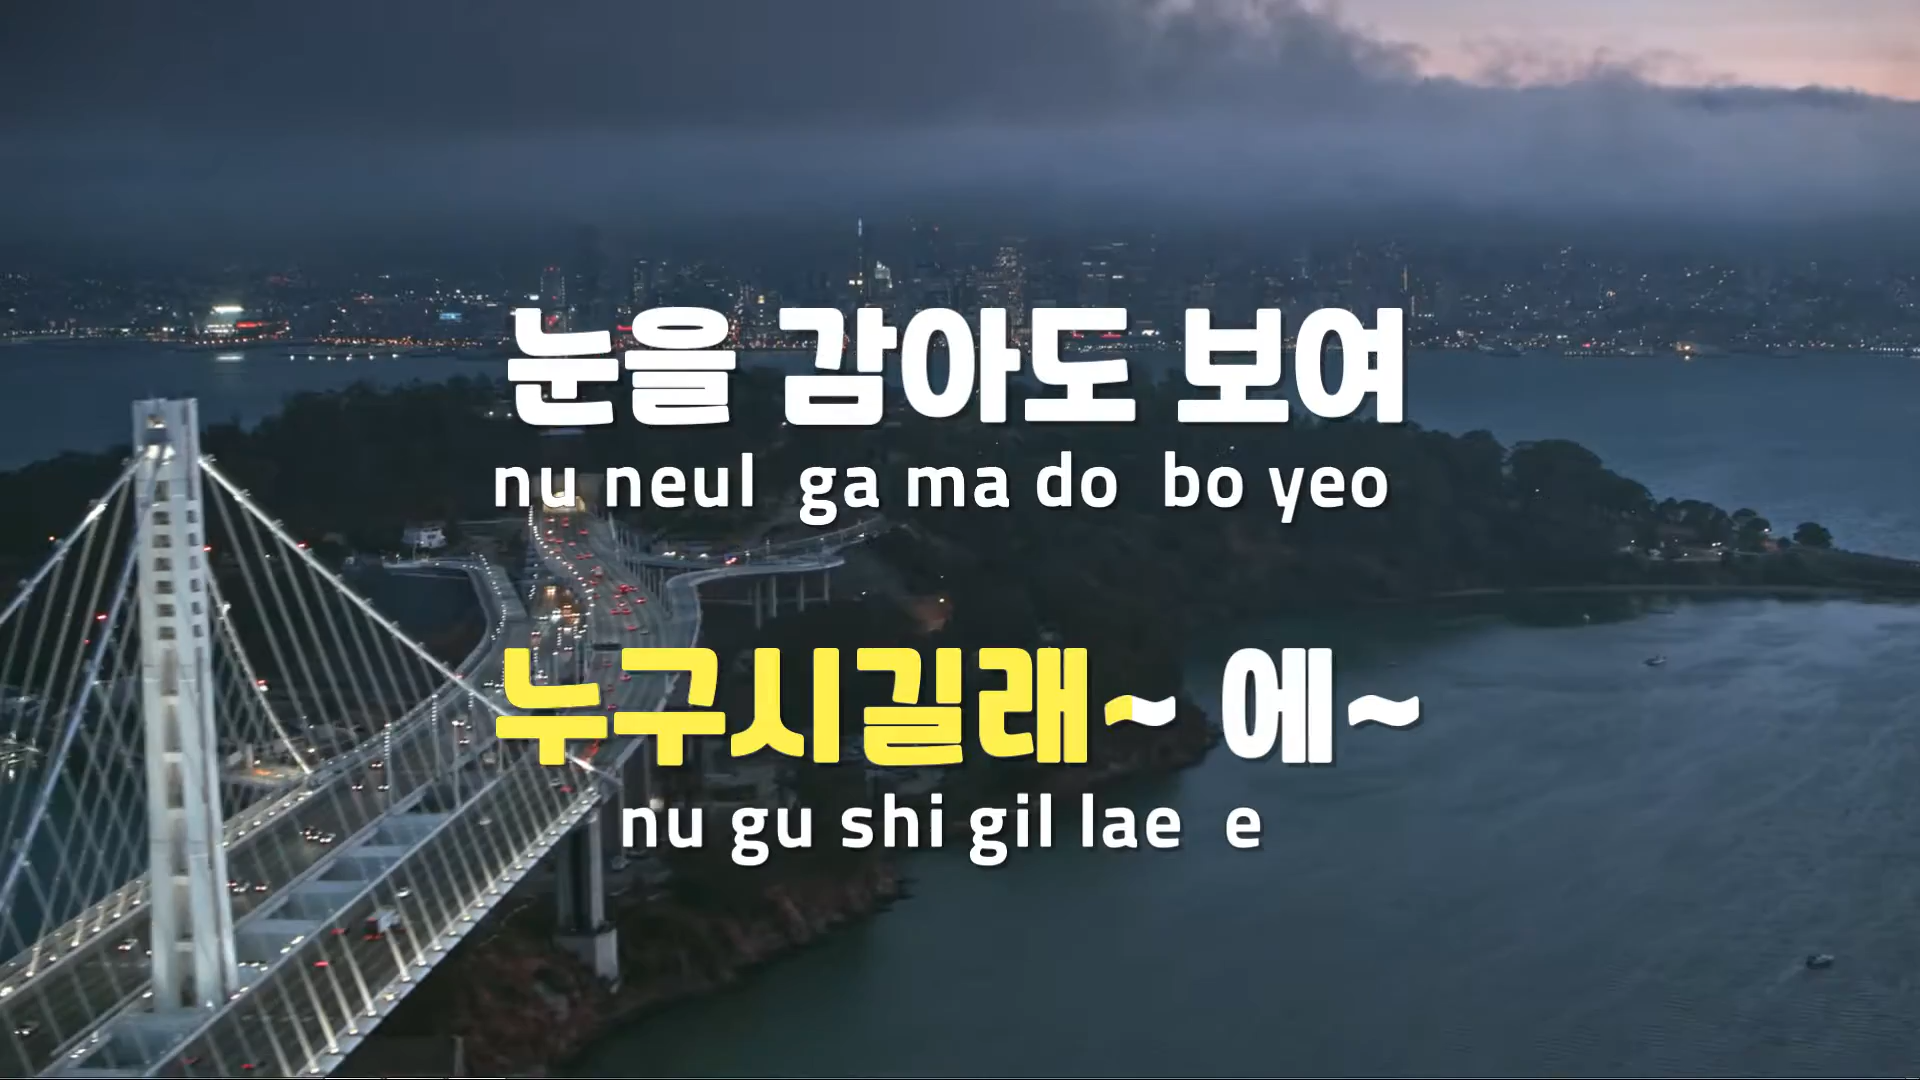 눈을 감아도 보여
nu neul ga ma do bo yeo
누구시길래~ 에~
nu gu shi gil lae e